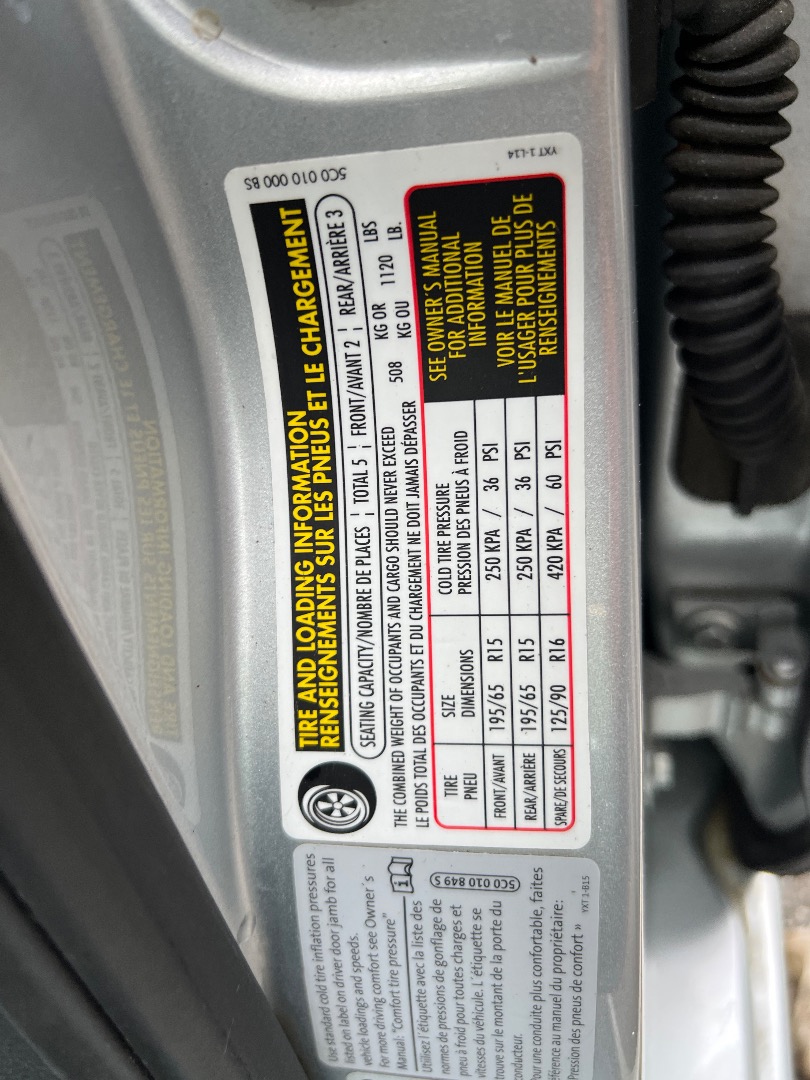 5C0 010 000 BS
TIRE AND LOADING INFORMATION
RENSEIGNEMENTS SUR LES PNEUS ET LE CHARGEMENT
SEATING CAPACITY/NOMBRE DE PLACES ¦ TOTAL 5 ¦ FRONT/AVANT 2 ¦ REAR/ARRIÈRE 3
THE COMBINED WEIGHT OF OCCUPANTS AND CARGO SHOULD NEVER EXCEED 508 KG OR 1120 LBS
LE POIDS TOTAL DES OCCUPANTS ET DU CHARGEMENT NE DOIT JAMAIS DÉPASSER KG OU LB.
TIRE SIZE COLD TIRE PRESSURE
PNEU DIMENSIONS PRESSION DES PNEUS À FROID
FRONT/AVANT 195/65 R15 250 KPA / 36 PSI
REAR/ARRIÈRE 195/65 R15 250 KPA / 36 PSI
SPARE/DE SECOURS 125/90 R16 420 KPA / 60 PSI
SEE OWNER'S MANUAL
FOR ADDITIONAL
INFORMATION
VOIR LE MANUEL DE
L'USAGER POUR PLUS DE
RENSEIGNEMENTS
YXT 1-L14
Use standard cold tire inflation pressures
listed on label on driver door jamb for all
vehicle loadings and speeds.
For more driving comfort see Owner's
Manual: "Comfort tire pressure"
5C0 010 849 S
Utilisez l'étiquette avec la liste des
normes de pressions de gonflage de
pneu à froid pour toutes charges et
vitesses du véhicule. L'étiquette se
trouve sur le montant de la porte du
conducteur.
Pour une conduite plus confortable, faites
référence au manuel du propriétaire:
Pression des pneus de confort »
YXT 1-B15